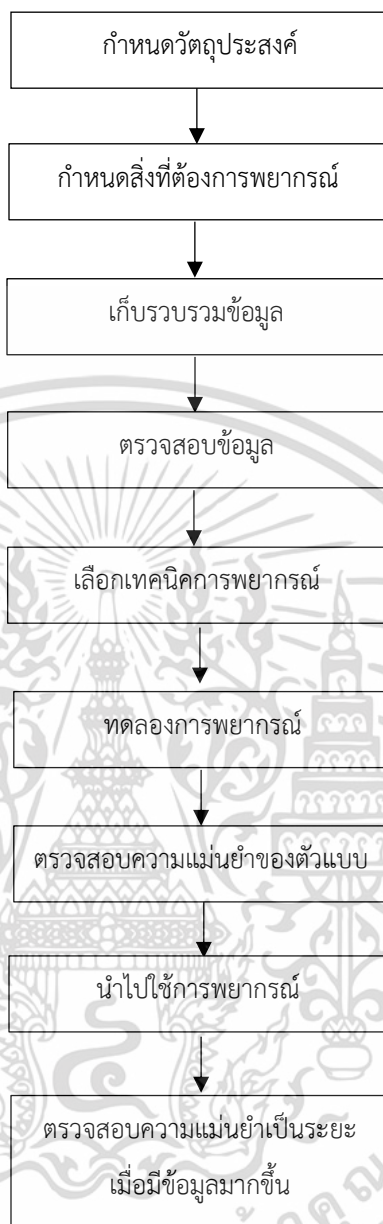 กำหนดวัตถุประสงค์
กำหนดสิ่งที่ต้องการพยากรณ์
เก็บรวบรวมข้อมูล
ตรวจสอบข้อมูล
เลือกเทคนิคการพยากรณ์
ทดลองการพยากรณ์
ตรวจสอบความแม่นยำของตัวแบบ
นำไปใช้การพยากรณ์
ตรวจสอบความแม่นยำเป็นระยะ
เมื่อมีข้อมูลมากขึ้น